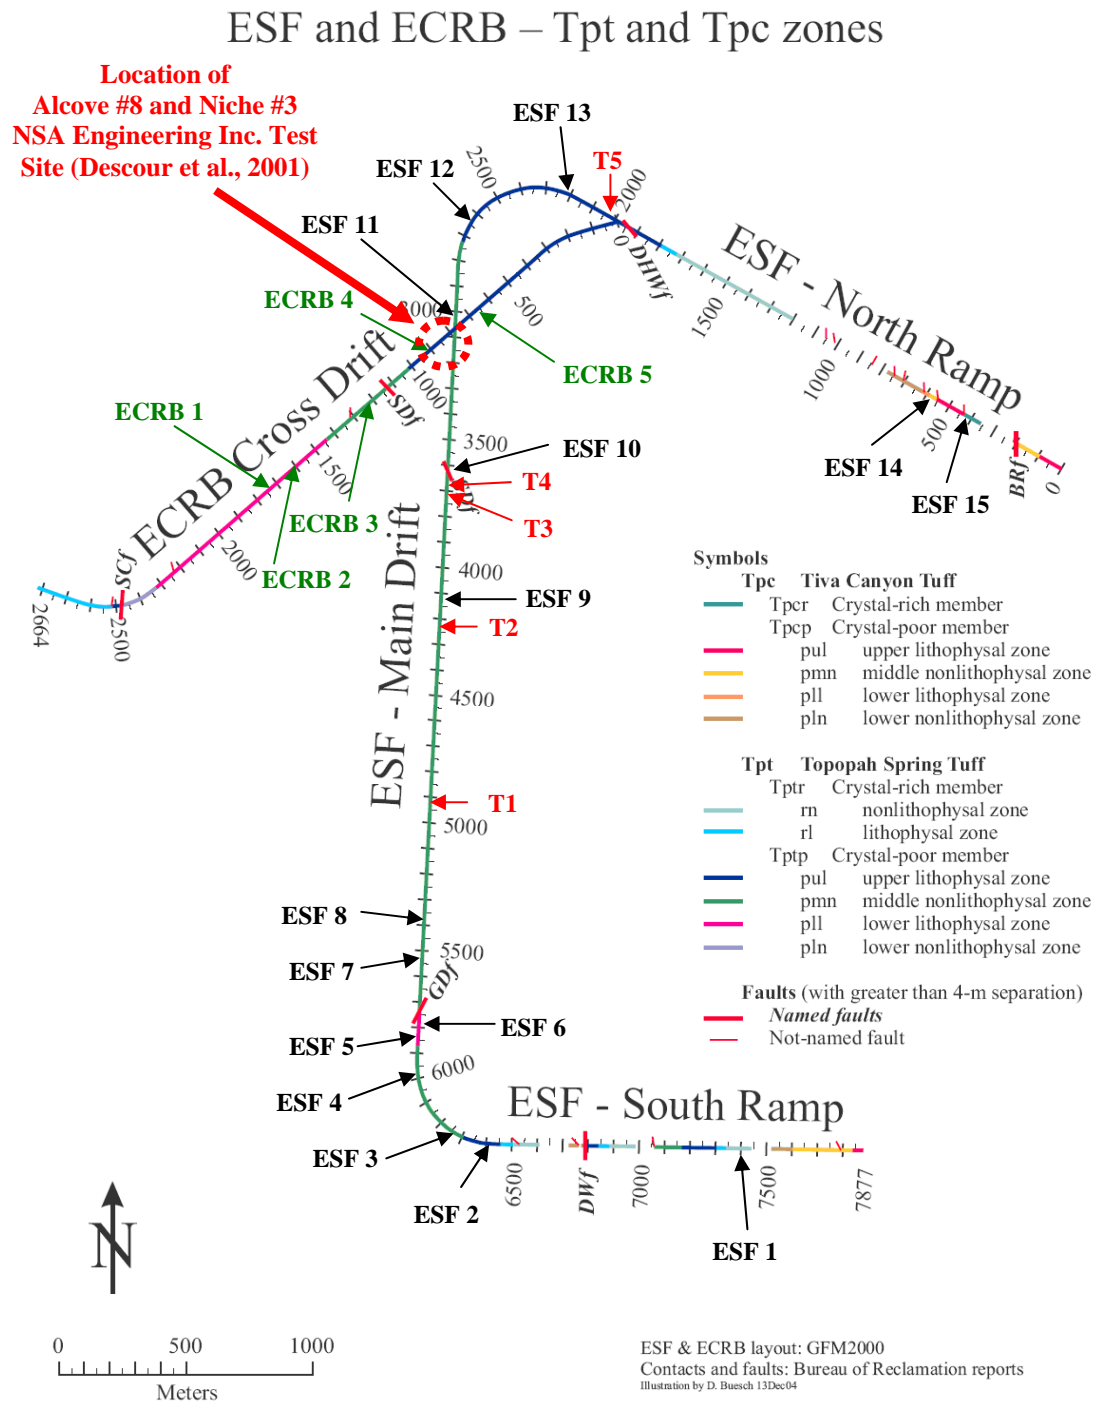 ESF and ECRB – Tpt and Tpc zones
Location of
Alcove #8 and Niche #3
NSA Engineering Inc. Test
Site (Descour et al., 2001)
ESF 13
ESF 12
2500
T5
2000
ESF 11
0
DHWf
ESF - North Ramp
ECRB 4
3000
500
1500
ECRB 5
1000
ECRB Cross Drift
1000
SDf
ECRB 1
3500
ESF 10
500
ESF 14
BRf
0
ESF 15
1500
T4
SDf
ECRB 3
T3
ECRB 2
2000
ESF - Main Drift
SCf
2664
2500
4000
ESF 9
T2
4500
T1
5000
Symbols
Tpc Tiva Canyon Tuff
Tpcr Crystal-rich member
Tpcp Crystal-poor member
pul upper lithophysal zone
pmn middle nonlithophysal zone
pll lower lithophysal zone
pln lower nonlithophysal zone
Tpt Topopah Spring Tuff
Tptr Crystal-rich member
rn nonlithophysal zone
rl lithophysal zone
Tptp Crystal-poor member
pul upper lithophysal zone
pmn middle nonlithophysal zone
pll lower lithophysal zone
pln lower nonlithophysal zone
Faults (with greater than 4-m separation)
Named faults
Not-named fault
ESF 8
5500
ESF 7
GDf
ESF 6
ESF 5
6000
ESF 4
ESF - South Ramp
ESF 3
6500
DWf
7000
7500
7877
ESF 2
ESF 1
N
0 500 1000
Meters
ESF & ECRB layout: GFM2000
Contacts and faults: Bureau of Reclamation reports
Illustration by D. Buesch 13Dec04